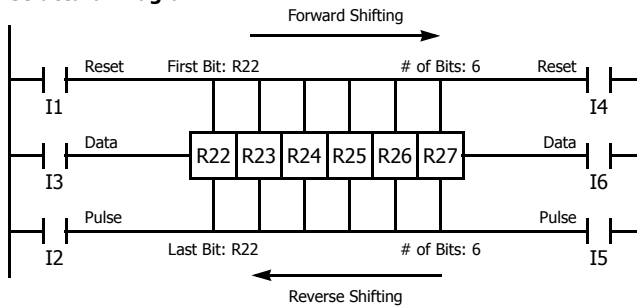 Forward Shifting
Reset First Bit: R22 # of Bits: 6 Reset
I1 I4
Data R22 R23 R24 R25 R26 R27 Data
I3 I6
Pulse Pulse
I2 Last Bit: R22 # of Bits: 6 I5
Reverse Shifting